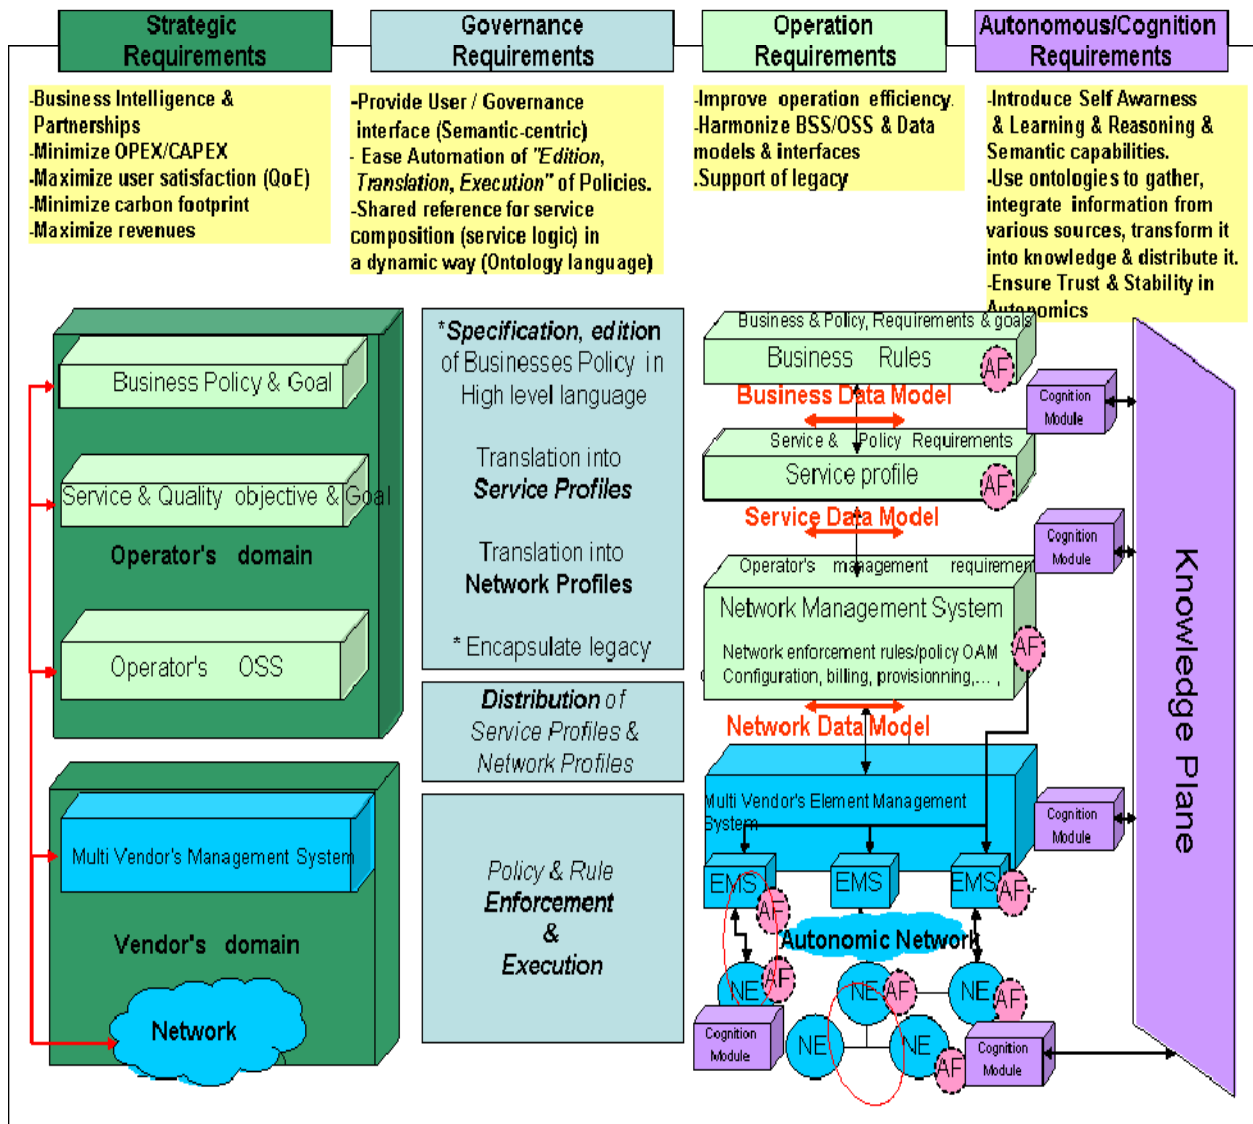 Strategic
Requirements
Governance
Requirements
Operation
Requirements
Autonomous/Cognition
Requirements
-Business Intelligence &
Partnerships
-Minimize OPEX/CAPEX
-Maximize user satisfaction (QoE)
-Minimize carbon footprint
-Maximize revenues
-Provide User / Governance
interface (Semantic-centric)
- Ease Automation of "Edition,
Translation, Execution" of Policies.
-Shared reference for service
composition (service logic) in
a dynamic way (Ontology language)
-Improve operation efficiency.
-Harmonize BSS/OSS & Data
models & interfaces
.Support of legacy
-Introduce Self Awarness
& Learning & Reasoning &
Semantic capabilities.
-Use ontologies to gather,
integrate information from
various sources, transform it
into knowledge & distribute it.
-Ensure Trust & Stability in
Autonomics
Business Policy & Goal
Service & Quality objective & Goal
Operator's domain
Operator's OSS
Multi Vendor's Management System
Vendor's domain
Network
*Specification, edition
of Businesses Policy in
High level language
Translation into
Service Profiles
Translation into
Network Profiles
* Encapsulate legacy
Distribution of
Service Profiles &
Network Profiles
Policy & Rule
Enforcement
&
Execution
Business & Policy, Requirements & goals
Business Rules
AF
Business Data Model
Service & Policy Requirements
Service profile
AF
Service Data Model
Operator's management requirement
Network Management System
Network enforcement rules/policy OAM
Configuration, billing, provisionning,... ,
AF
Network Data Model
Multi Vendor's Element Management
System
EMS
EMS
EMS
AF
AF
Autonomic Network
NE
AF
NE
AF
NE
AF
NE
NE
AF
Cognition
Module
Cognition
Module
Cognition
Module
Cognition
Module
Cognition
Module
Knowledge Plane